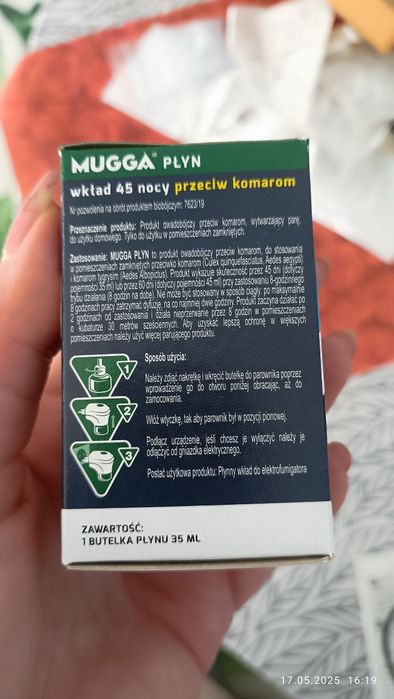 MUGGA® PŁYN
wkład 45 nocy przeciw komarom
Nr pozwolenia na obrót produktem biobójczym: 7623/19
Przeznaczenie produktu: Produkt owadobójczy przeciw komarom, wytwarzający parę,
do użytku domowego. Tylko do użytku w pomieszczeniach zamkniętych.
Zastosowanie: MUGGA PŁYN to produkt owadobójczy przeciw komarom, do stosowania
w pomieszczeniach zamkniętych przeciwko komarom (Culex quinquefasciatus, Aedes aegypti)
i komarom tygrysim (Aedes Albopictus). Produkt wykazuje skuteczność przez 45 dni (dotyczy
pojemności 35 ml) lub przez 60 dni (dotyczy pojemności 45 ml) przy zastosowaniu 8-godzinnego
trybu działania (8 godzin na dobę). Nie może być stosowany w sposób ciągły: po maksymalnie
8 godzinach pracy zatrzymać dyfuzję, na co najmniej dwie godziny. Produkt zaczyna działać po
2 godzinach od zastosowania i działa nieprzerwanie przez 8 godzin w pomieszczeniach
o kubaturze 30 metrów sześciennych. Aby uzyskać lepszą ochronę w większych
pomieszczeniach należy użyć więcej parującego produktu.
Sposób użycia:
1
Należy zdjąć nakrętkę i wkręcić butelkę do parownika poprzez
wprowadzenie go do otworu poniżej obracając, aż do
zamocowania.
2
Włóż wtyczkę, tak aby parownik był w pozycji pionowej.
3
Podłącz urządzenie, jeśli chcesz je wyłączyć należy je
odłączyć od gniazdka elektrycznego.
Postać użytkowa produktu: Płynny wkład do elektrofumigatora
ZAWARTOŚĆ:
1 BUTELKA PŁYNU 35 ML
17.05.2025 16:19